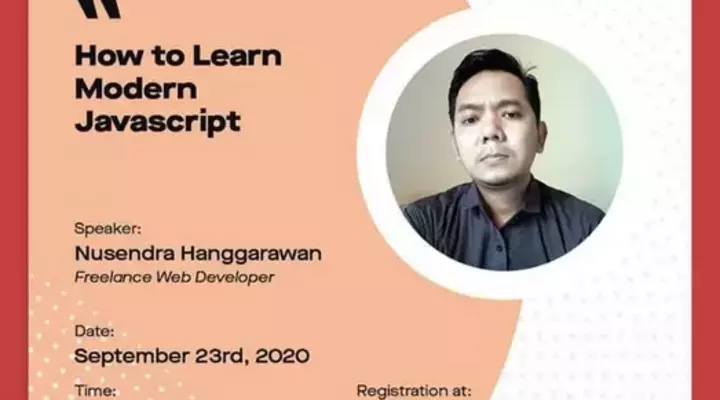 How to Learn
Modern
Javascript
Speaker:
Nusendra Hanggarawan
Freelance Web Developer
Date:
September 23rd, 2020
Time:
Registration at: